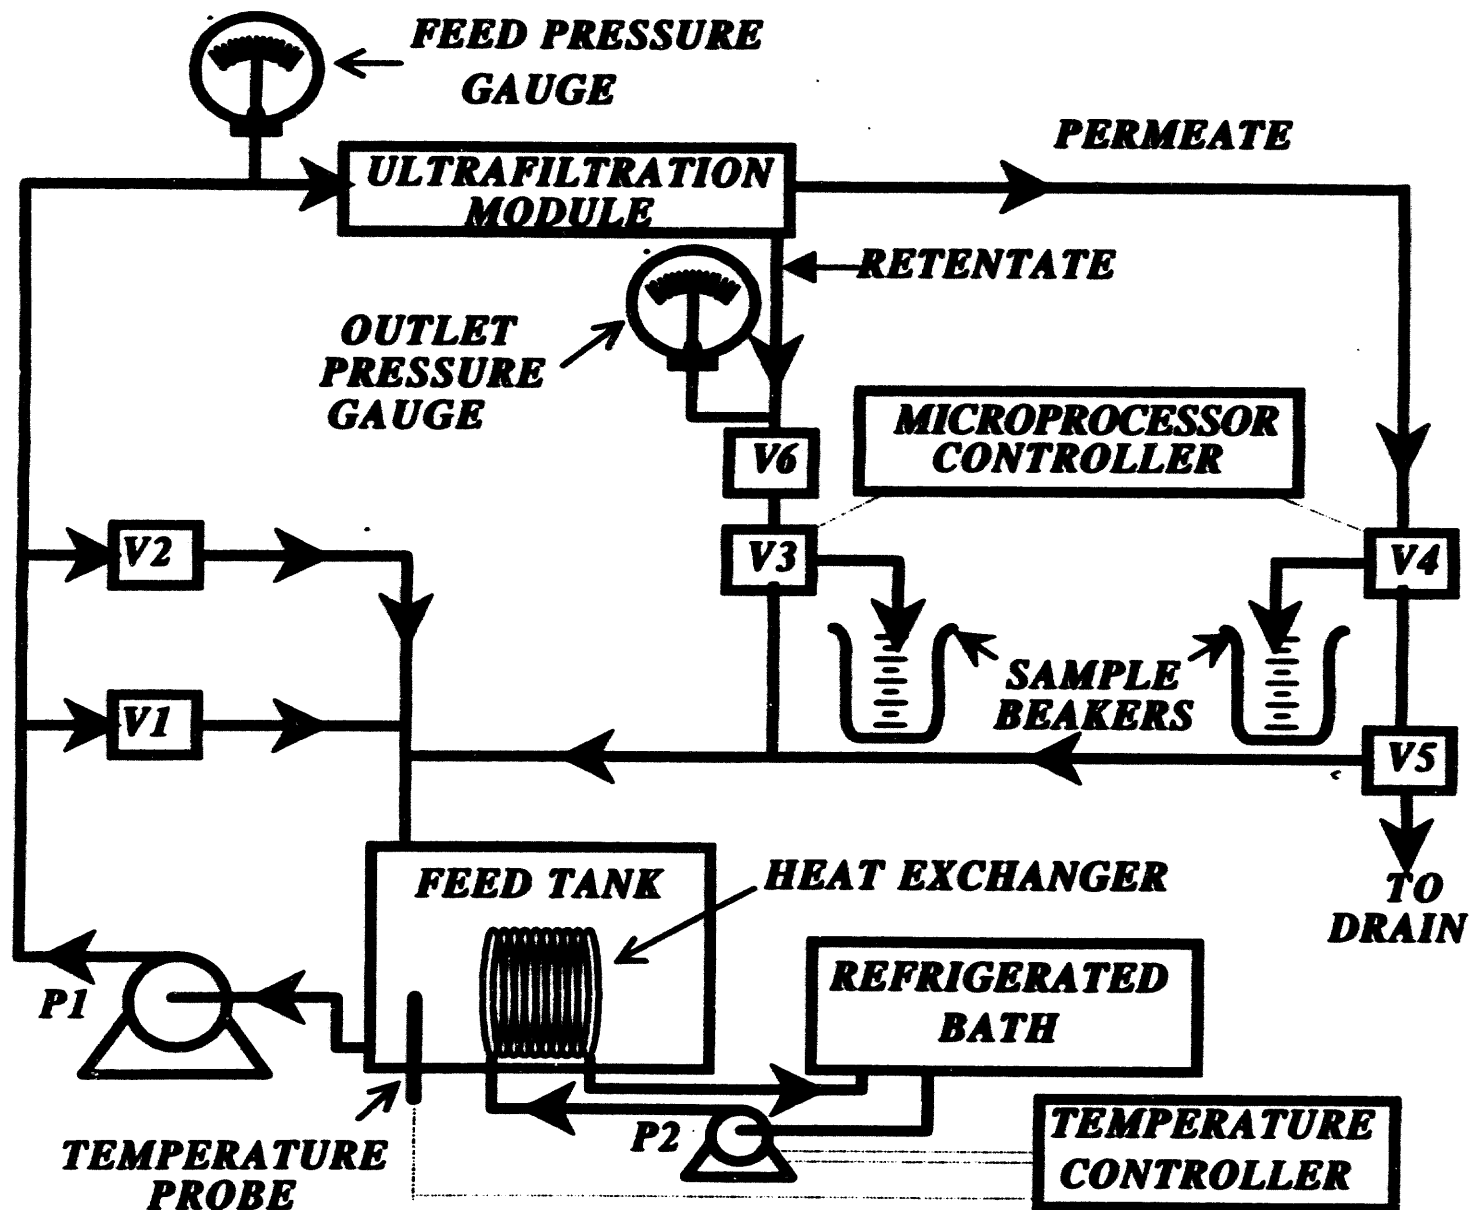 FEED PRESSURE
GAUGE
PERMEATE
ULTRAFILTRATION
MODULE
RETENTATE
OUTLET
PRESSURE
GAUGE
MICROPROCESSOR
CONTROLLER
V6
V2
V3
V4
SAMPLE
BEAKERS
V1
V5
FEED TANK
HEAT EXCHANGER
TO
DRAIN
REFRIGERATED
BATH
P1
P2
TEMPERATURE
CONTROLLER
TEMPERATURE
PROBE